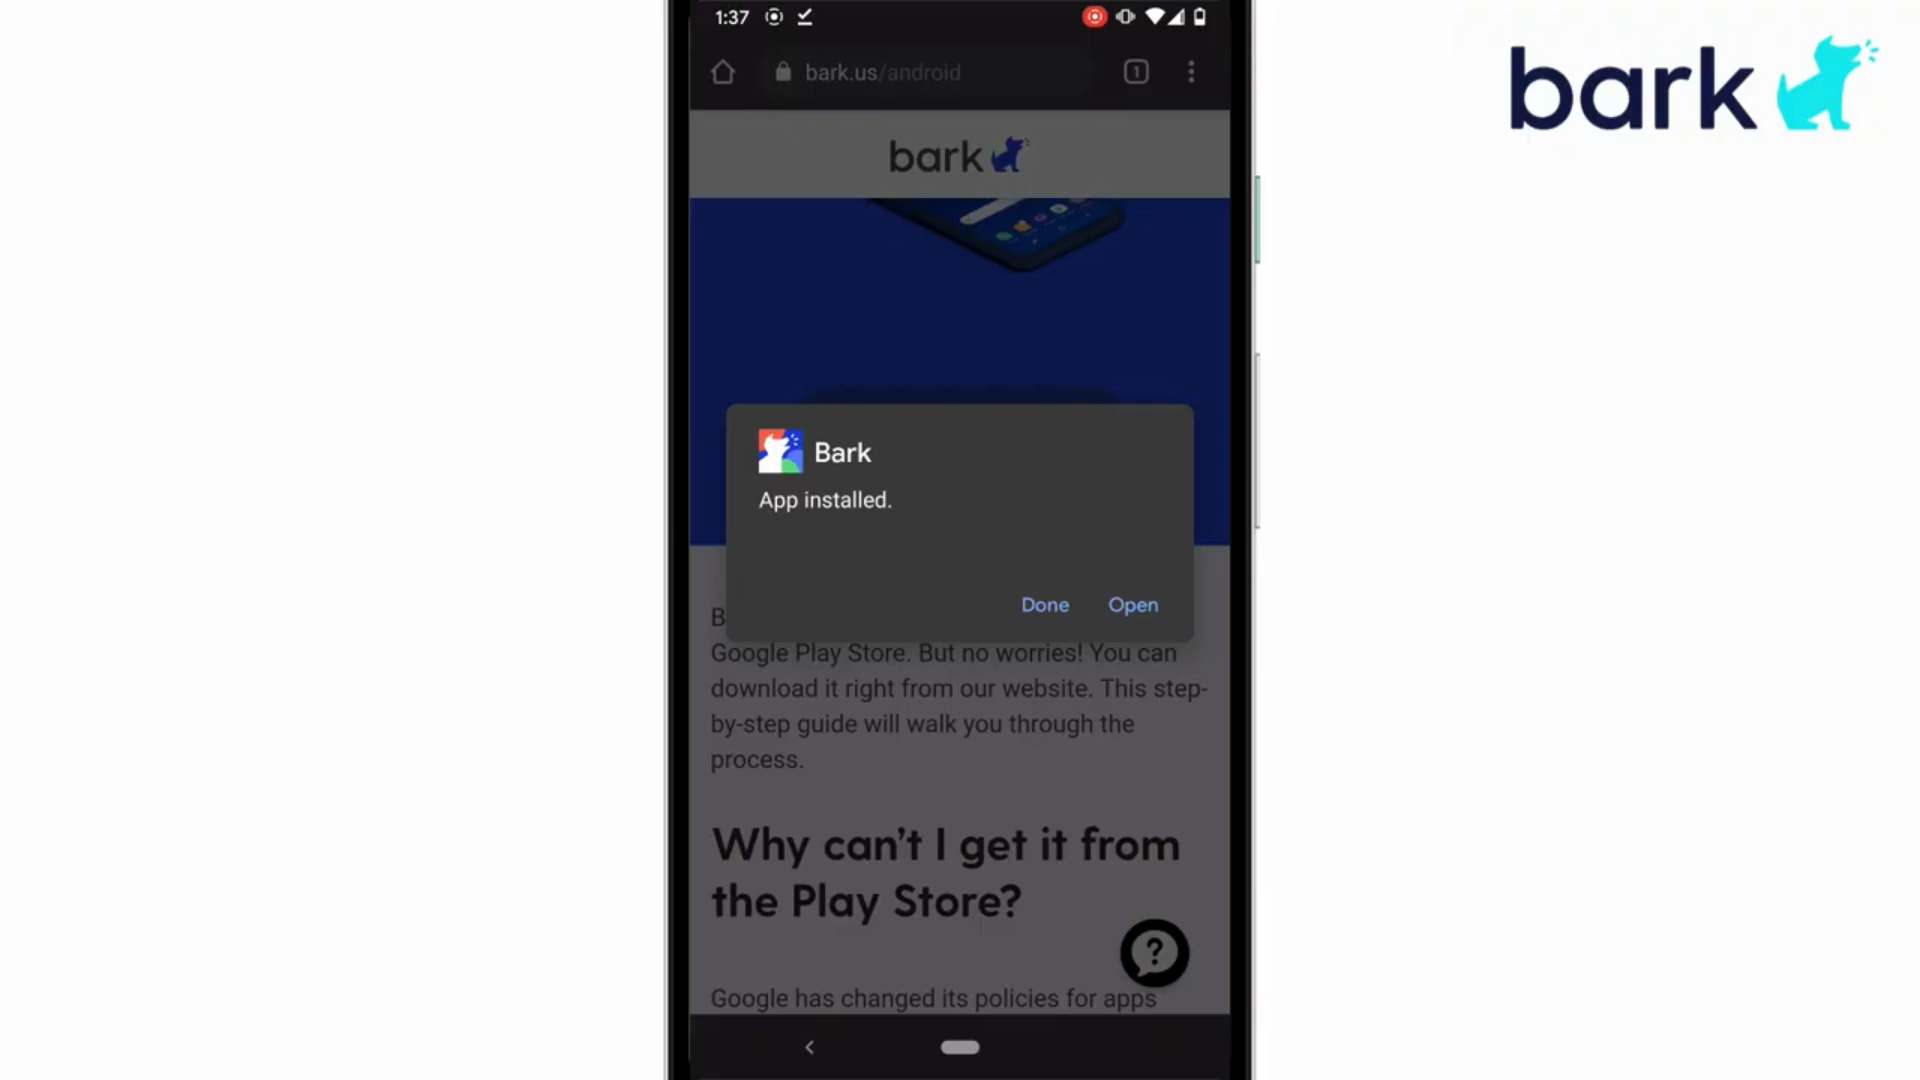 1:37
bark.us/android
1
bark
bark
Bark
App installed.
Done
Open
B
Google Play Store. But no worries! You can
download it right from our website. This step-
by-step guide will walk you through the
process.
Why can't I get it from
the Play Store?
?
Google has changed its policies for apps